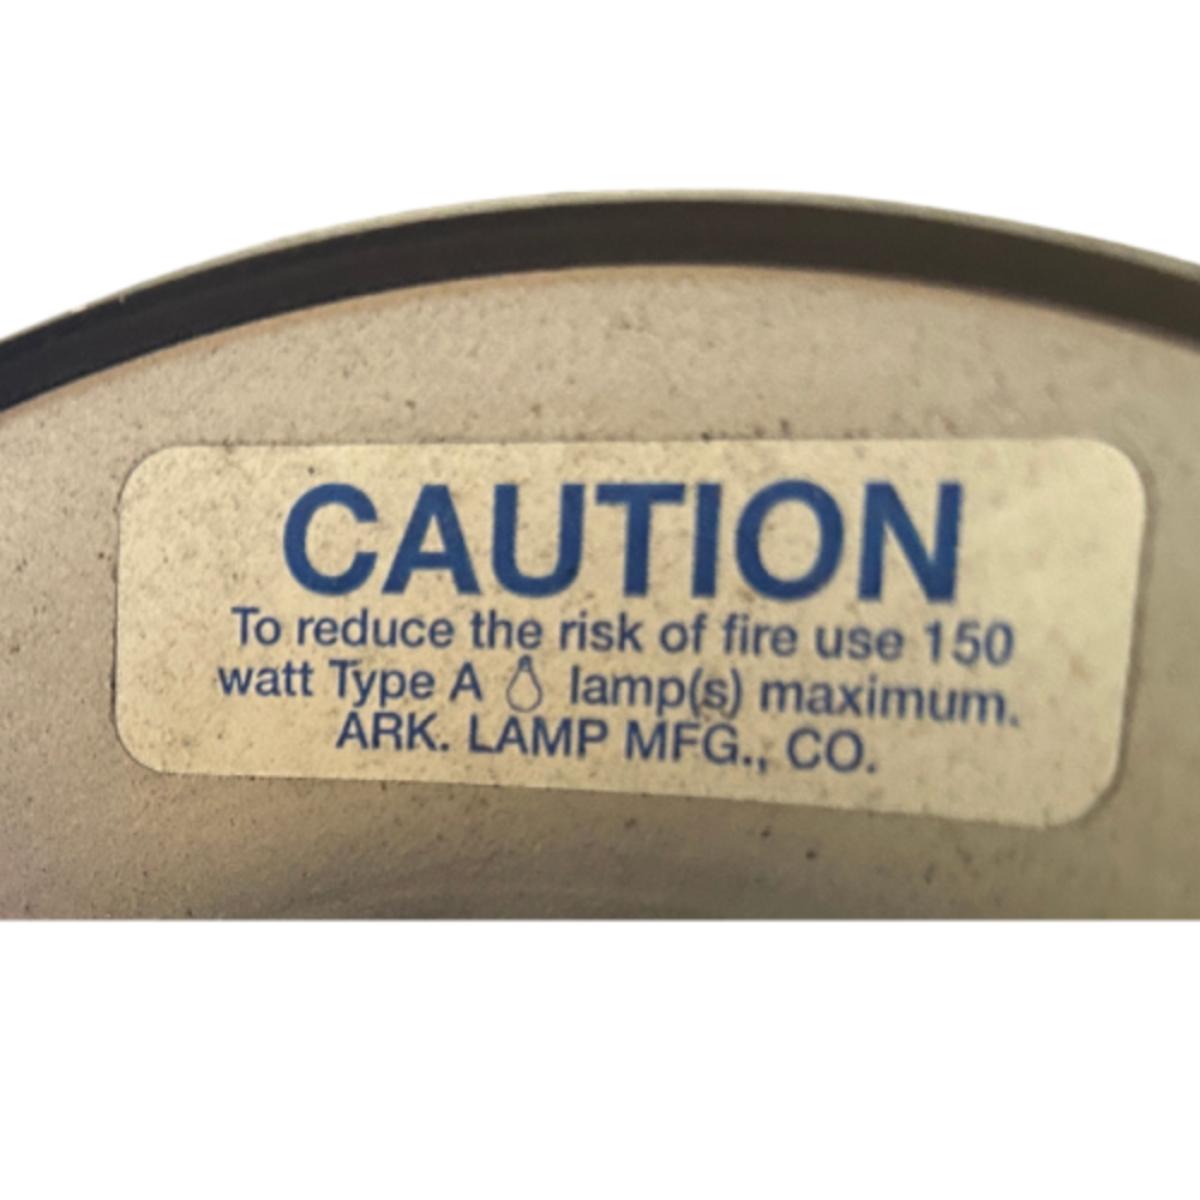 CAUTION
To reduce the risk of fire use 150
watt Type A lamp(s) maximum.
ARK. LAMP MFG., CO.